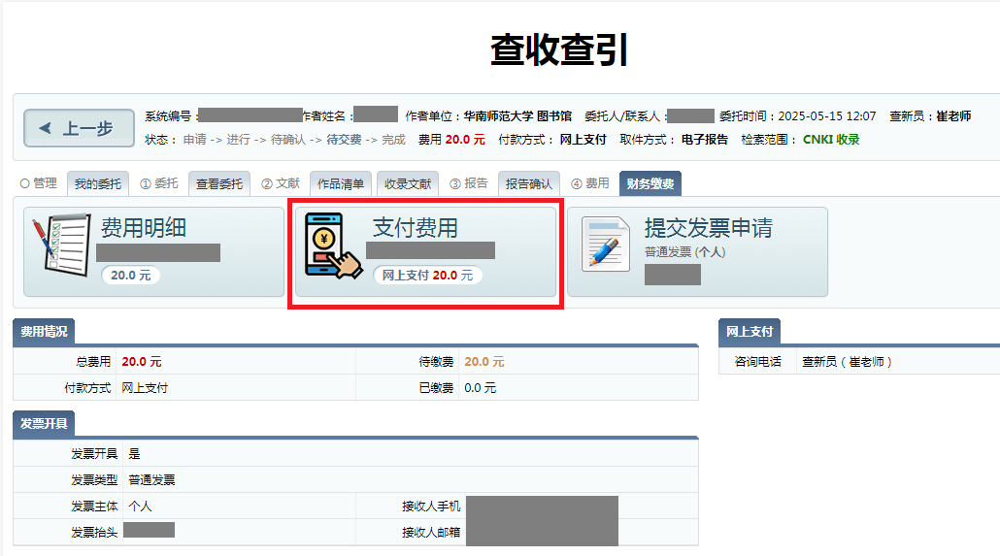 查收查引
上一步
系统编号: 作者姓名: 作者单位: 华南师范大学 图书馆 委托人/联系人: 委托时间: 2025-05-15 12:07 查新员: 崔老师
状态: 申请 -> 进行 -> 待确认 -> 待交费 -> 完成 费用 20.0 元 付款方式: 网上支付 取件方式: 电子报告 检索范围: CNKI 收录
管理 我的委托 ① 委托 查看委托 ② 文献 作品清单 收录文献 ③ 报告 报告确认 ④ 费用 财务缴费
费用明细
20.0 元
支付费用
¥
网上支付 20.0 元
提交发票申请
普通发票 (个人)
费用情况
总费用 20.0 元 待缴费 20.0 元
付款方式 网上支付 已缴费 0.0 元
网上支付
咨询电话 查新员（崔老师）
发票开具
发票开具 是
发票类型 普通发票
发票主体 个人 接收人手机
发票抬头 接收人邮箱